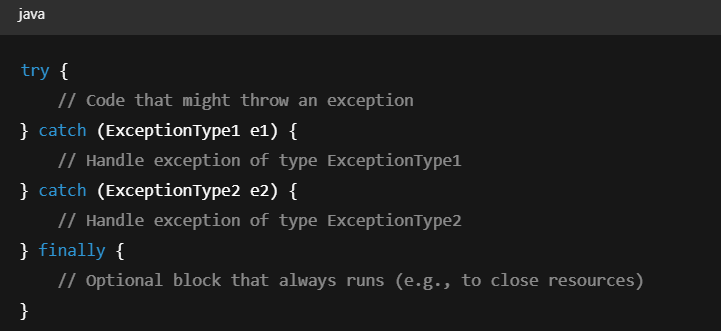 java
try {
    // Code that might throw an exception
} catch (ExceptionType1 e1) {
    // Handle exception of type ExceptionType1
} catch (ExceptionType2 e2) {
    // Handle exception of type ExceptionType2
} finally {
    // Optional block that always runs (e.g., to close resources)
}